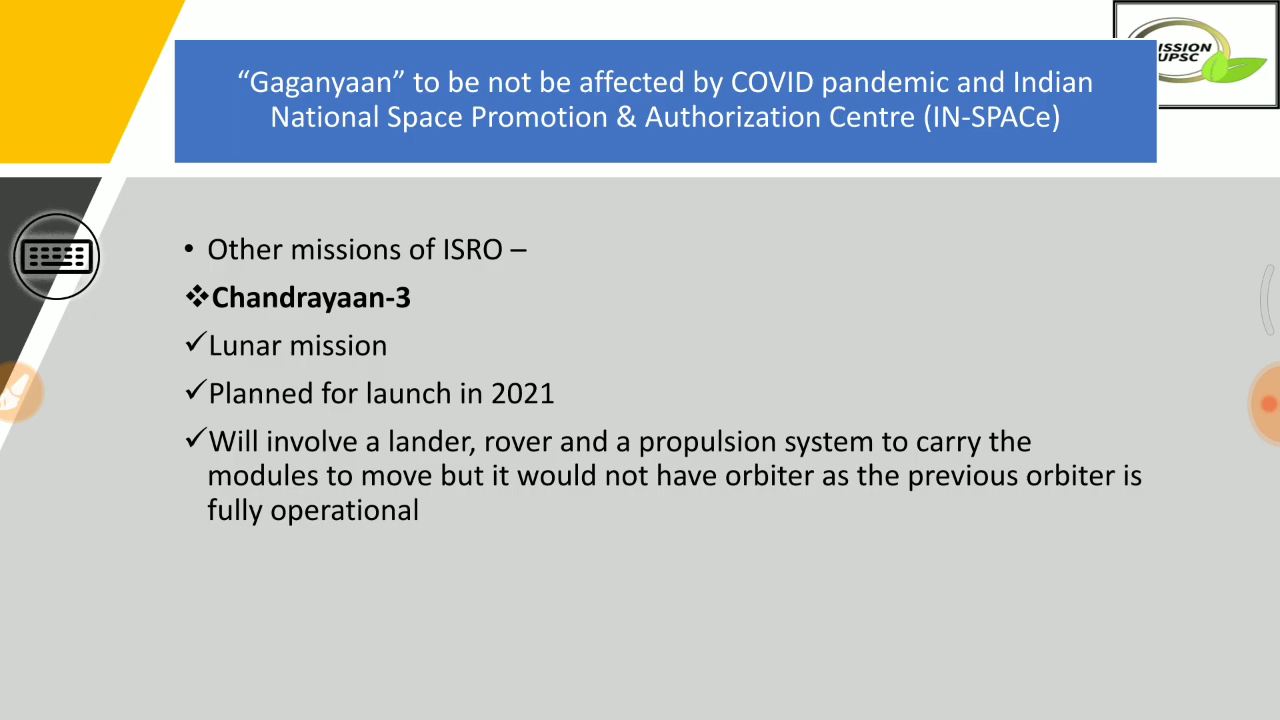 ISSION
UPSC
“Gaganyaan” to be not be affected by COVID pandemic and Indian
National Space Promotion & Authorization Centre (IN-SPACe)
• Other missions of ISRO –
❖Chandrayaan-3
✓Lunar mission
✓Planned for launch in 2021
✓Will involve a lander, rover and a propulsion system to carry the
modules to move but it would not have orbiter as the previous orbiter is
fully operational